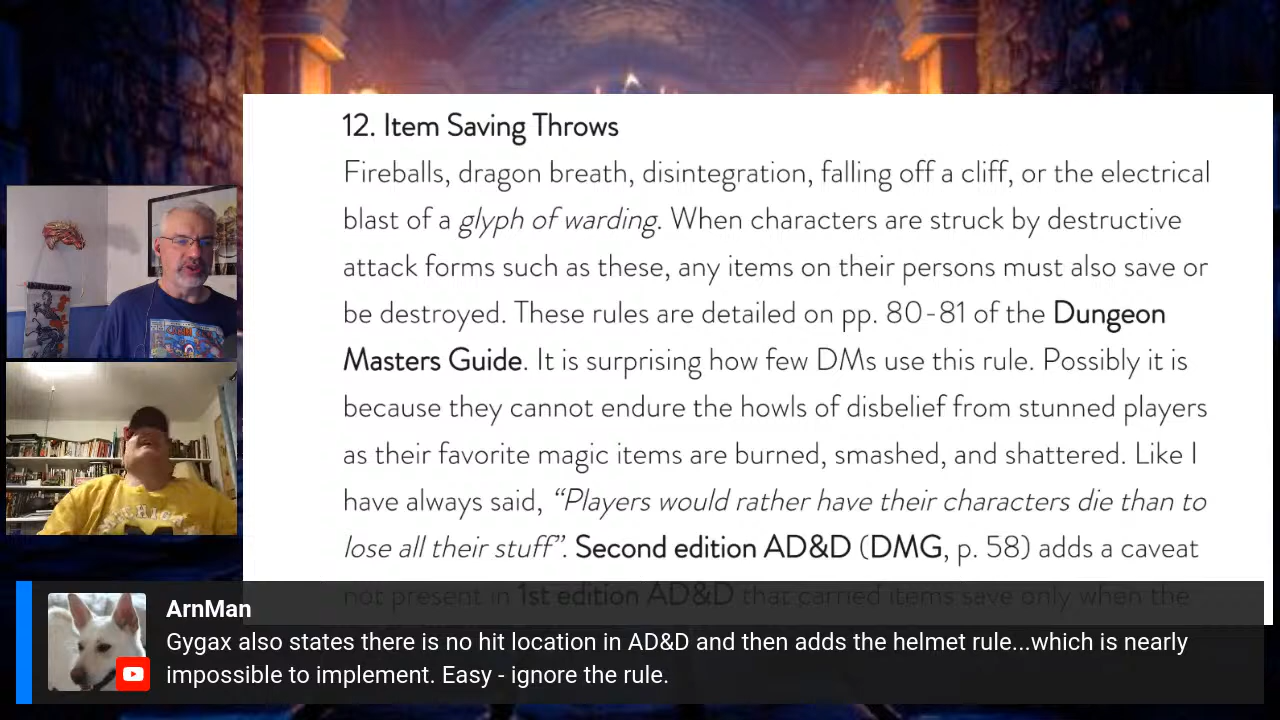 12. Item Saving Throws
Fireballs, dragon breath, disintegration, falling off a cliff, or the electrical
blast of a glyph of warding. When characters are struck by destructive
attack forms such as these, any items on their persons must also save or
be destroyed. These rules are detailed on pp. 80-81 of the Dungeon
Masters Guide. It is surprising how few DMs use this rule. Possibly it is
because they cannot endure the howls of disbelief from stunned players
as their favorite magic items are burned, smashed, and shattered. Like I
have always said, “Players would rather have their characters die than to
lose all their stuff”. Second edition AD&D (DMG, p. 58) adds a caveat
not present in 1st edition AD&D that carried items save only when the
ArnMan
Gygax also states there is no hit location in AD&D and then adds the helmet rule...which is nearly
impossible to implement. Easy - ignore the rule.